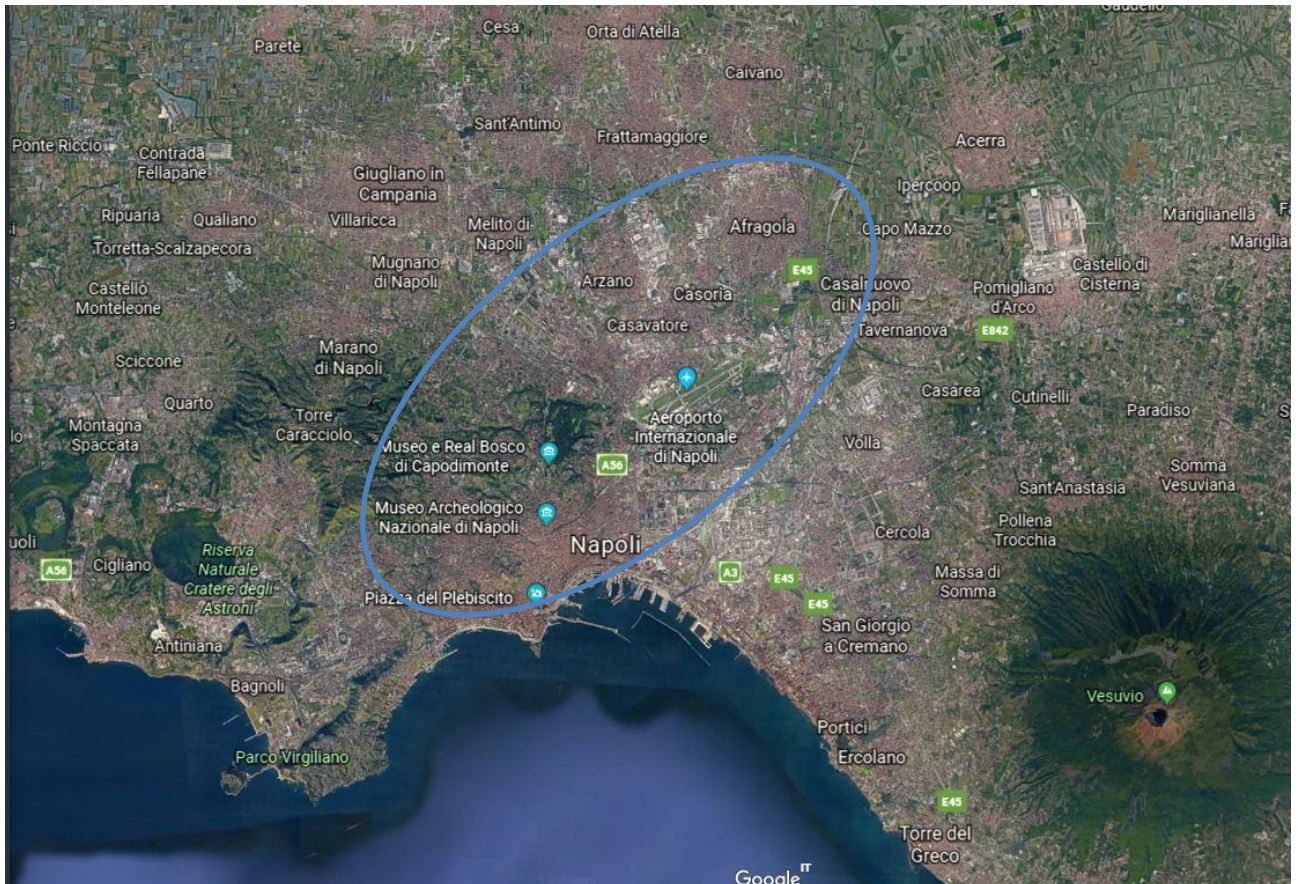 Gaudello
Cesa
Orta di Atella
Parete
Caivano
Sant'Antimo
Frattamaggiore
Acerra
Ponte Riccio
Contrada
Fellapane
Giugliano in
Campania
Ipercoop
Ripuaria
Qualiano
Villaricca
Melito di
Napoli
Afragola
Capo Mazzo
Mariglianella
Torretta-Scalzapecora
Mugnano
di Napoli
Castello
Monteleone
Arzano
Casoria
E45
Casalnuovo
di Napoli
Pomigliano
d'Arco
Castello di
Cisterna
Casavatore
Tavernanova
E842
Sciccone
Marano
di Napoli
Quarto
Casarea
Cutinelli
Paradiso
Montagna
Spaccata
Torre
Caracciolo
Aeroporto
Internazionale
di Napoli
Museo e Real Bosco
di Capodimonte
A56
Volla
Somma
Vesuviana
Sant'Anastasia
Museo Archeologico
Nazionale di Napoli
Napoli
Cercola
Pollena
Trocchia
uoli
A56
Cigliano
Riserva
Naturale
Cratere degli
Astroni
A3
E45
Massa di
Somma
Piazza del Plebiscito
E45
San Giorgio
a Cremano
Antiniana
Bagnoli
Vesuvio
Portici
Ercolano
Parco Virgiliano
E45
Torre del
Greco
Google
IT